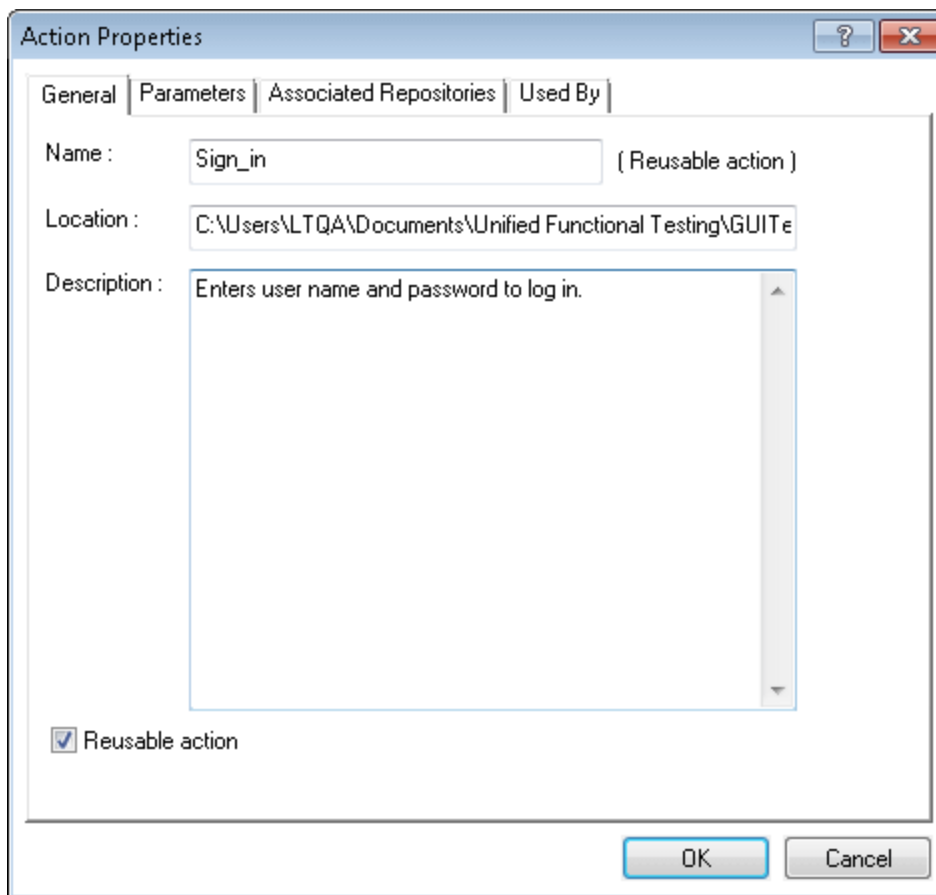 Action Properties
General Parameters Associated Repositories Used By
Name : Sign_in ( Reusable action )
Location : C:\Users\LTQA\Documents\Unified Functional Testing\GUITe
Description : Enters user name and password to log in.
Reusable action
OK Cancel